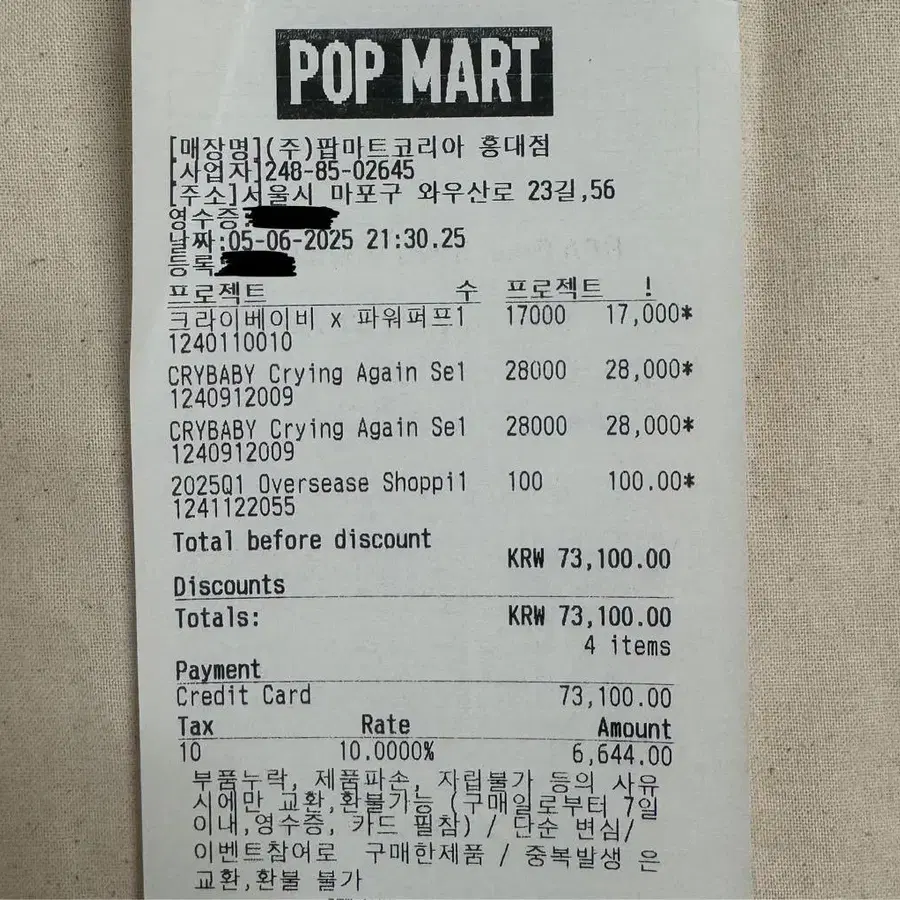 POP MART
[매장명](주)팝마트코리아 홍대점
[사업자]248-85-02645
[주소]서울시 마포구 와우산로 23길,56
영수증:
날짜:05-06-2025 21:30.25
등록
프로젝트 수 프로젝트 !
크라이베이비 x 파워퍼프1 17000 17,000*
1240110010
CRYBABY Crying Again Se1 28000 28,000*
1240912009
CRYBABY Crying Again Se1 28000 28,000*
1240912009
2025Q1 Oversease Shoppi1 100 100.00*
1241122055
Total before discount
KRW 73,100.00
Discounts
Totals: KRW 73,100.00
4 items
Payment
Credit Card 73,100.00
Tax Rate Amount
10 10.0000% 6,644.00
부품누락, 제품파손, 자립불가 등의 사유
시에만 교환,환불가능 (구매일로부터 7일
이내,영수증, 카드 필참) / 단순 변심/
이벤트참여로 구매한제품 / 중복발생 은
교환,환불 불가